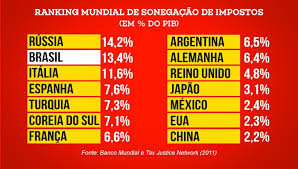 RANKING MUNDIAL DE SONEGAÇÃO DE IMPOSTOS
(EM % DO PIB)
RÚSSIA 14,2%
BRASIL 13,4%
ITÁLIA 11,6%
ESPANHA 7,6%
TURQUIA 7,3%
COREIA DO SUL 7,1%
FRANÇA 6,6%
ARGENTINA 6,5%
ALEMANHA 6,4%
REINO UNIDO 4,8%
JAPÃO 3,1%
MÉXICO 2,4%
EUA 2,3%
CHINA 2,2%
Fonte: Banco Mundial e Tax Justice Network (2011)